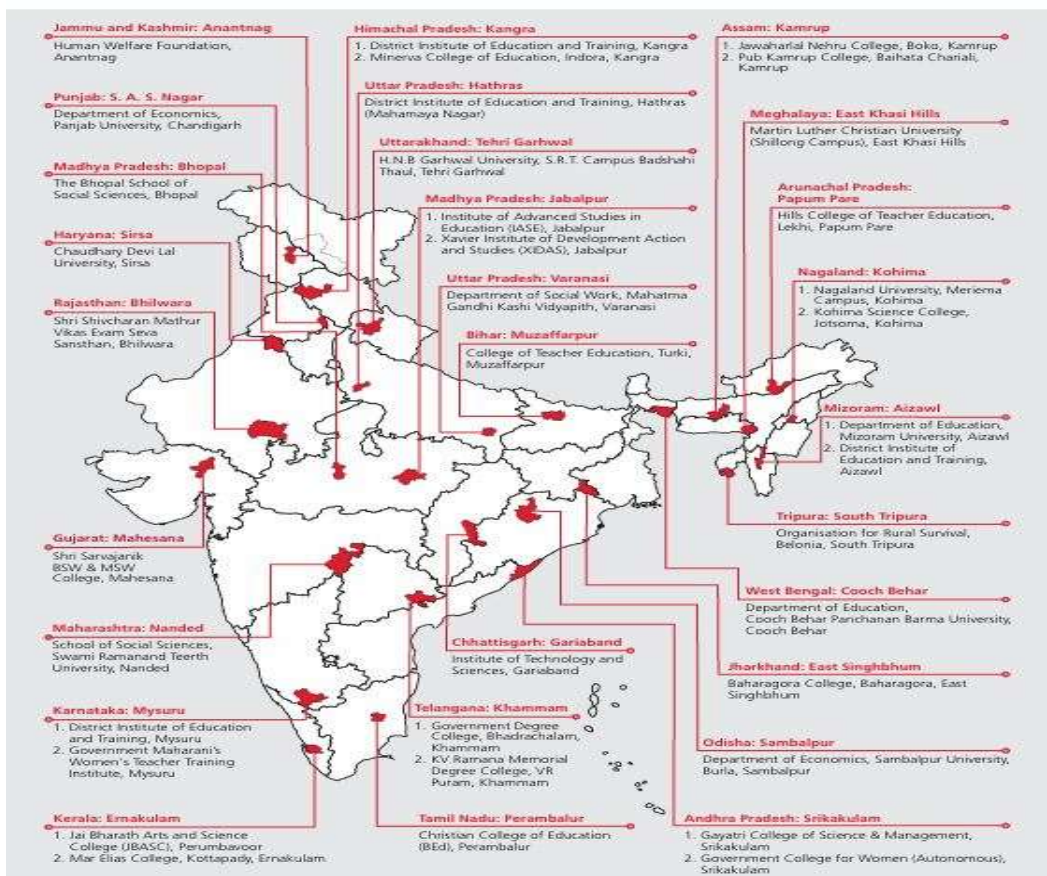 Jammu and Kashmir: Anantnag
Human Welfare Foundation,
Anantnag
Punjab: S. A. S. Nagar
Department of Economics,
Panjab University, Chandigarh
Madhya Pradesh: Bhopal
The Bhopal School of
Social Sciences, Bhopal
Haryana: Sirsa
Chaudhary Devi Lal
University, Sirsa
Rajasthan: Bhilwara
Shri Shivcharan Mathur
Vikas Evam Seva
Sansthan, Bhilwara
Gujarat: Mahesana
Shri Sarvajanik
BSW & MSW
College, Mahesana
Maharashtra: Nanded
School of Social Sciences,
Swami Ramanand Teerth
University, Nanded
Karnataka: Mysuru
1. District Institute of Education
and Training, Mysuru
2. Government Maharani's
Women's Teacher Training
Institute, Mysuru
Kerala: Ernakulam
1. Jai Bharath Arts and Science
College (JBASC), Perumbavoor
2. Mar Elias College, Kottapady, Ernakulam
Himachal Pradesh: Kangra
1. District Institute of Education and Training, Kangra
2. Minerva College of Education, Indora, Kangra
Uttar Pradesh: Hathras
District Institute of Education and Training, Hathras
(Mahamaya Nagar)
Uttarakhand: Tehri Garhwal
H.N.B Garhwal University, S.R.T. Campus Badshahi
Thaul, Tehri Garhwal
Madhya Pradesh: Jabalpur
1. Institute of Advanced Studies in
Education (IASE), Jabalpur
2. Xavier Institute of Development Action
and Studies (XIDAS), Jabalpur
Uttar Pradesh: Varanasi
Department of Social Work, Mahatma
Gandhi Kashi Vidyapith, Varanasi
Bihar: Muzaffarpur
College of Teacher Education, Turki,
Muzaffarpur
Chhattisgarh: Gariaband
Institute of Technology and
Sciences, Gariaband
Telangana: Khammam
1. Government Degree
College, Bhadrachalam,
Khammam
2. KV Ramana Memorial
Degree College, VR
Puram, Khammam
Tamil Nadu: Perambalur
Christian College of Education
(BEd), Perambalur
Assam: Kamrup
1. Jawaharlal Nehru College, Boko, Kamrup
2. Pub Kamrup College, Baihata Chariali,
Kamrup
Meghalaya: East Khasi Hills
Martin Luther Christian University
(Shillong Campus), East Khasi Hills
Arunachal Pradesh:
Papum Pare
Hills College of Teacher Education,
Lekhi, Papum Pare
Nagaland: Kohima
1. Nagaland University, Meriema
Campus, Kohima
2. Kohima Science College,
Jotsoma, Kohima
Mizoram: Aizawl
1. Department of Education,
Mizoram University, Aizawl
2. District Institute of
Education and Training,
Aizawl
Tripura: South Tripura
Organisation for Rural Survival,
Belonia, South Tripura
West Bengal: Cooch Behar
Department of Education,
Cooch Behar Panchanan Barma University,
Cooch Behar
Jharkhand: East Singhbhum
Baharagora College, Baharagora, East
Singhbhum
Odisha: Sambalpur
Department of Economics, Sambalpur University,
Burla, Sambalpur
Andhra Pradesh: Srikakulam
1. Gayatri College of Science & Management,
Srikakulam
2. Government College for Women (Autonomous),
Srikakulam